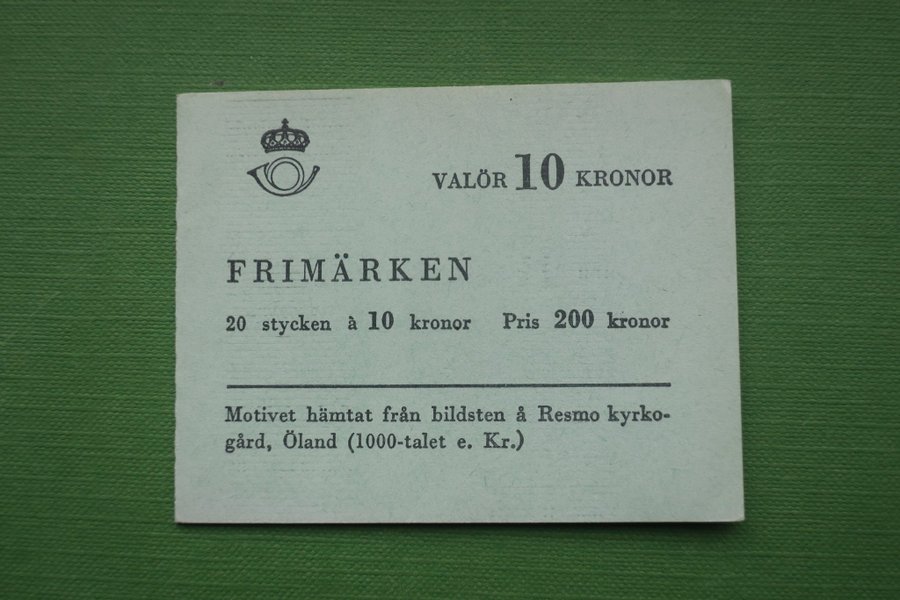 VALÖR 10 KRONOR
FRIMÄRKEN
20 stycken à 10 kronor Pris 200 kronor
Motivet hämtat från bildsten å Resmo kyrko-
gård, Öland (1000-talet e. Kr.)